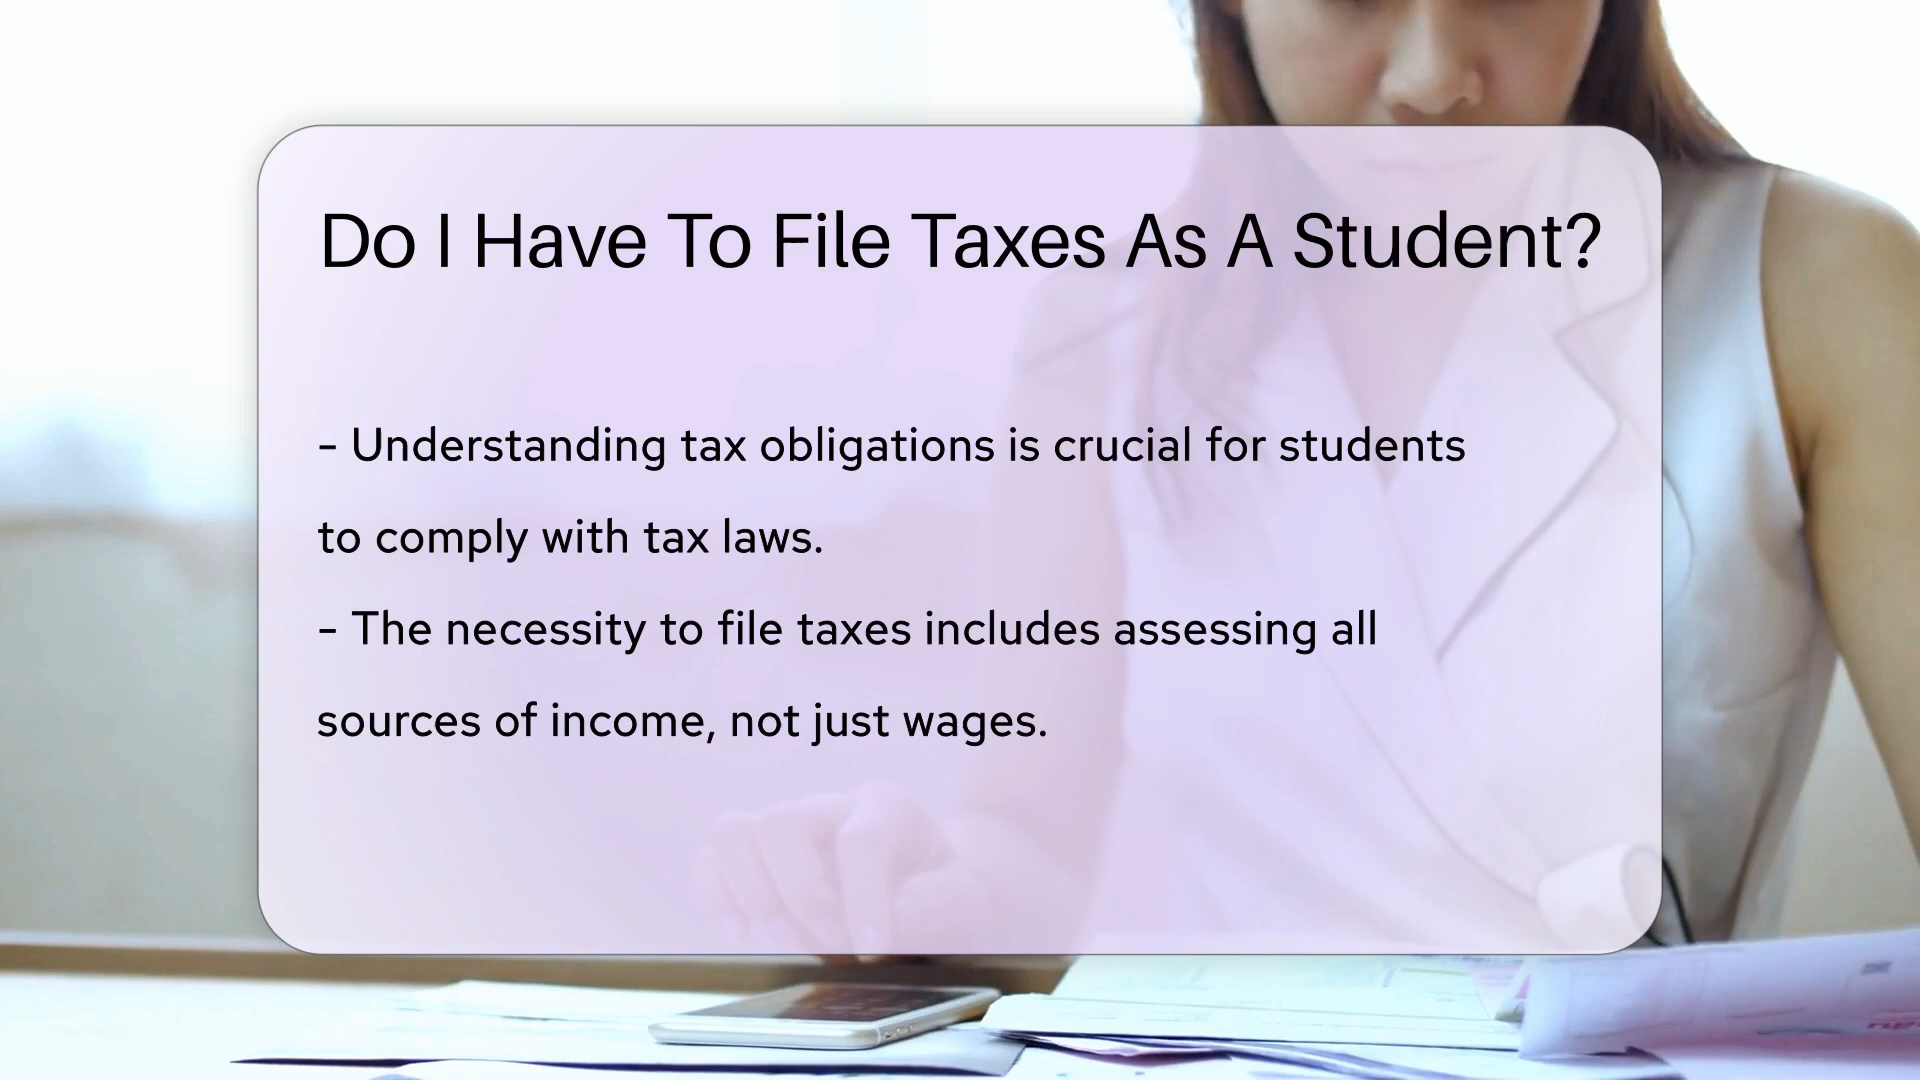 Do I Have To File Taxes As A Student?
- Understanding tax obligations is crucial for students
to comply with tax laws.
- The necessity to file taxes includes assessing all
sources of income, not just wages.